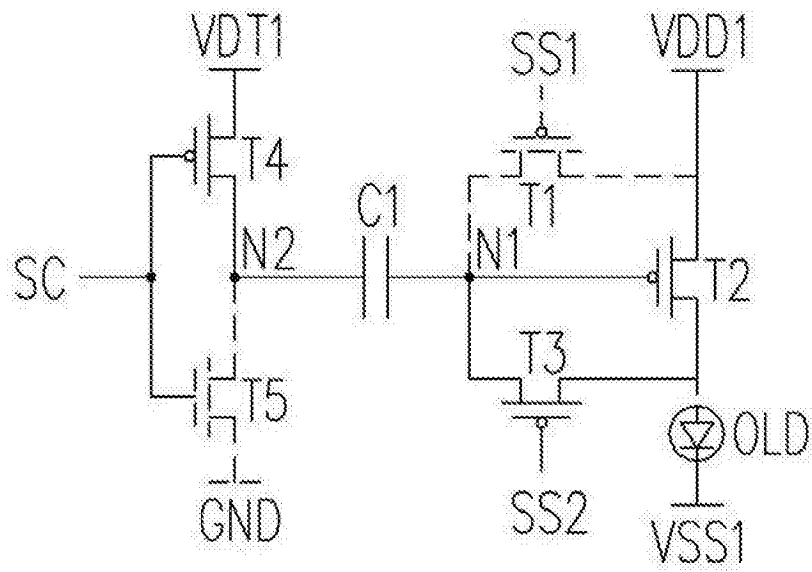 VDT1
SS1
VDD1
T4
T1
C1
SC
N2
N1
T2
T3
T5
OLD
GND
SS2
VSS1